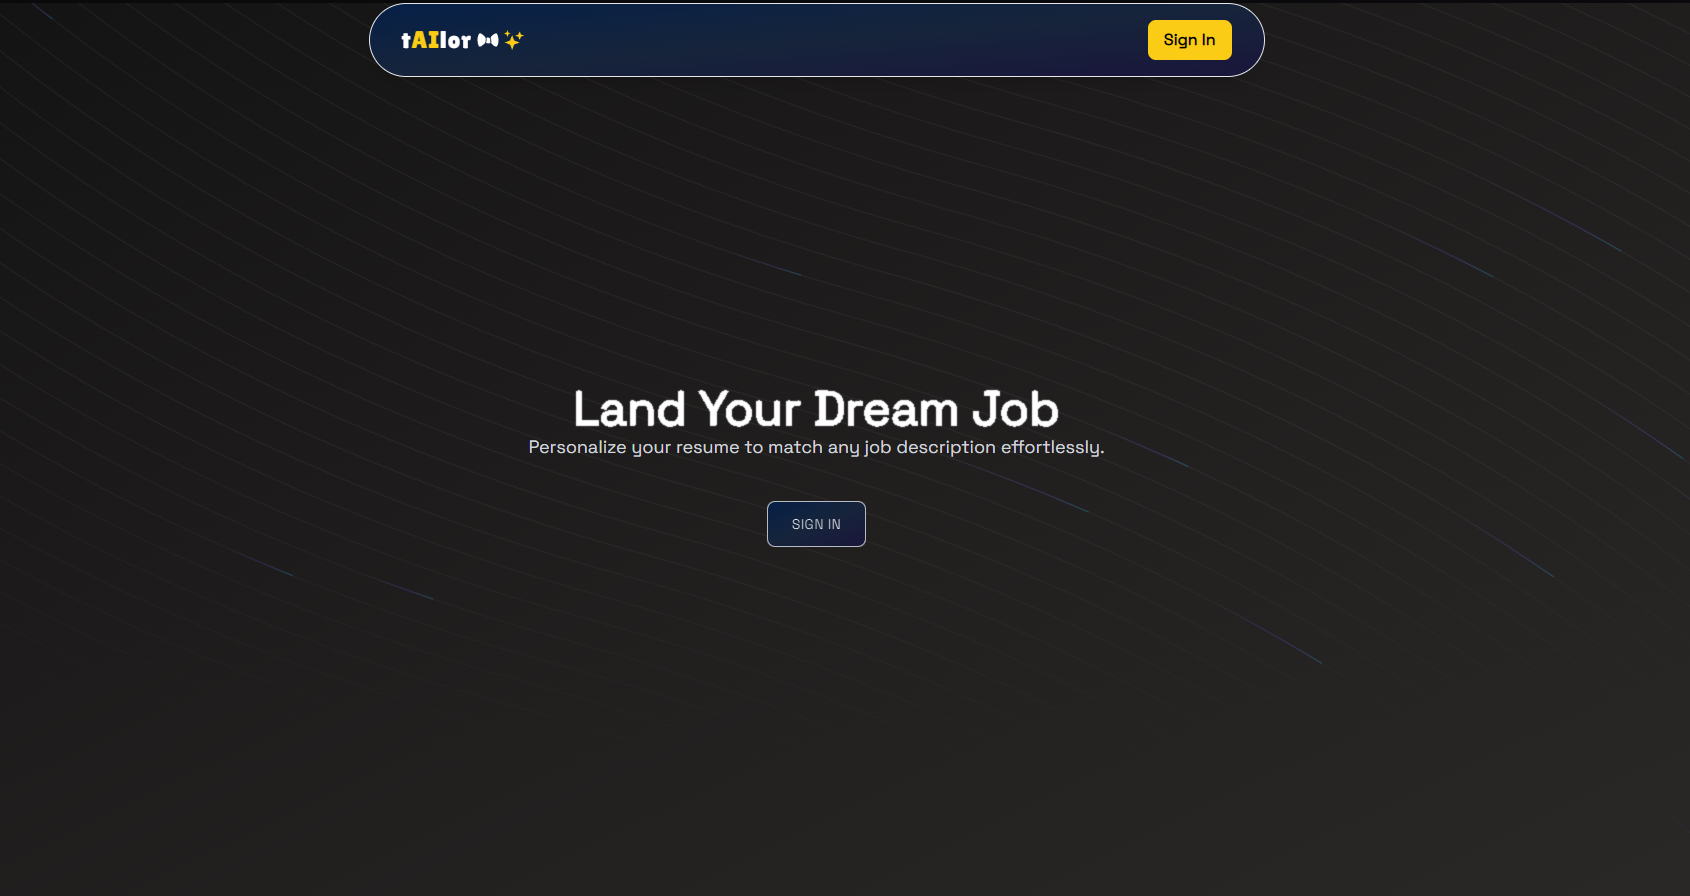 tAIlor
Sign In
Land Your Dream Job
Personalize your resume to match any job description effortlessly.
SIGN IN